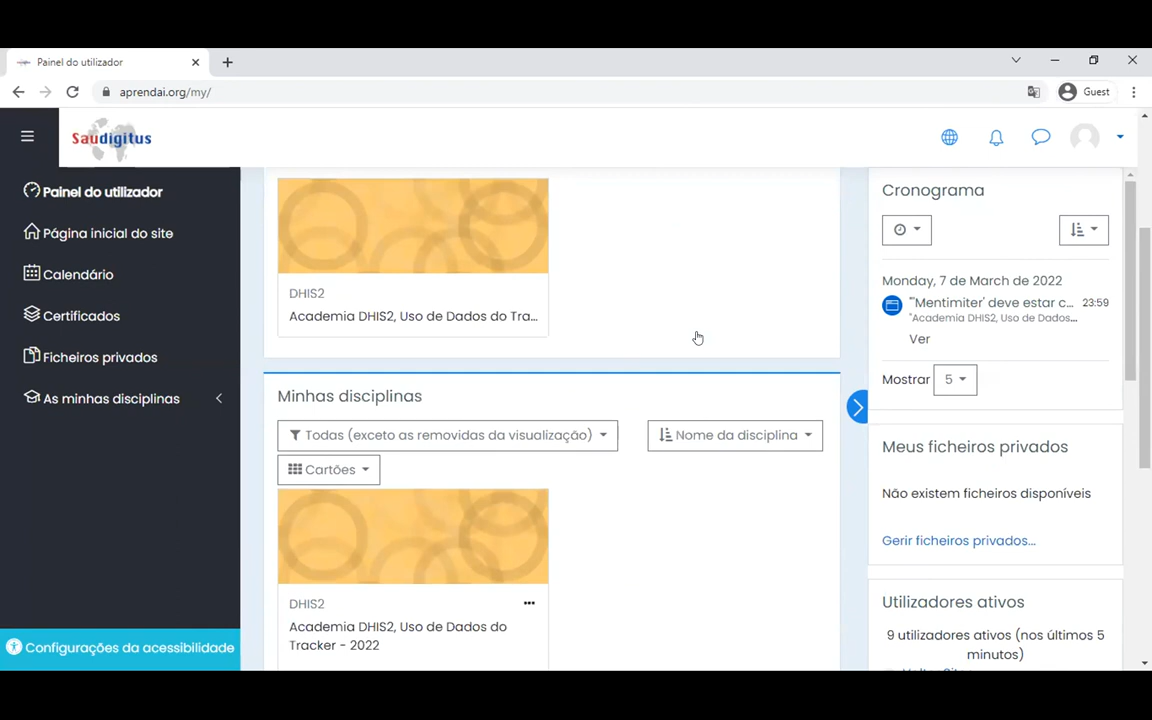 Painel do utilizador
aprendai.org/my/
Guest
Saudigitus
Painel do utilizador
Página inicial do site
Calendário
Certificados
Ficheiros privados
As minhas disciplinas
Configurações da acessibilidade
DHIS2
Academia DHIS2, Uso de Dados do Tra...
Minhas disciplinas
Todas (exceto as removidas da visualização)
Nome da disciplina
Cartões
DHIS2
Academia DHIS2, Uso de Dados do
Tracker - 2022
Cronograma
Monday, 7 de March de 2022
"'Mentimiter' deve estar c... 23:59
"Academia DHIS2, Uso de Dados...
Ver
Mostrar 5
Meus ficheiros privados
Não existem ficheiros disponíveis
Gerir ficheiros privados...
Utilizadores ativos
9 utilizadores ativos (nos últimos 5
minutos)